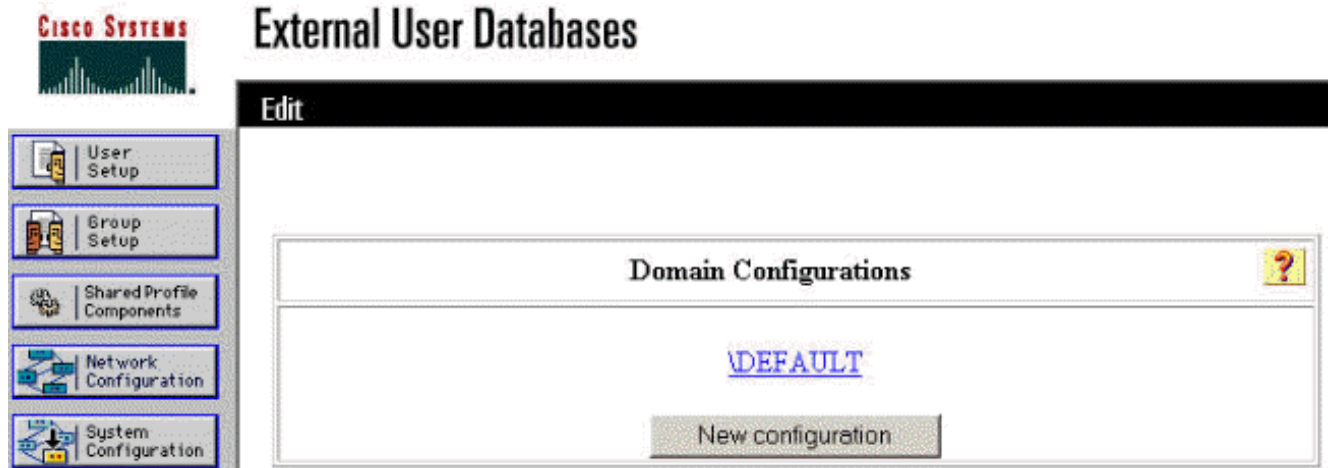 CISCO SYSTEMS
External User Databases
Edit
User
Setup
Group
Setup
Shared Profile
Components
Network
Configuration
System
Configuration
Domain Configurations
?
\DEFAULT
New configuration